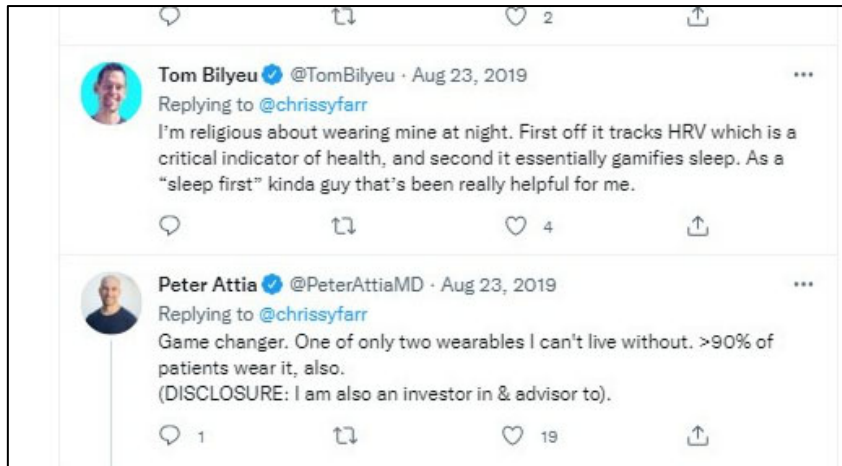 2
Tom Bilyeu @TomBilyeu · Aug 23, 2019
Replying to @chrissyfarr
I'm religious about wearing mine at night. First off it tracks HRV which is a
critical indicator of health, and second it essentially gamifies sleep. As a
“sleep first” kinda guy that's been really helpful for me.
4
Peter Attia @PeterAttiaMD · Aug 23, 2019
Replying to @chrissyfarr
Game changer. One of only two wearables I can't live without. >90% of
patients wear it, also.
(DISCLOSURE: I am also an investor in & advisor to).
1 19